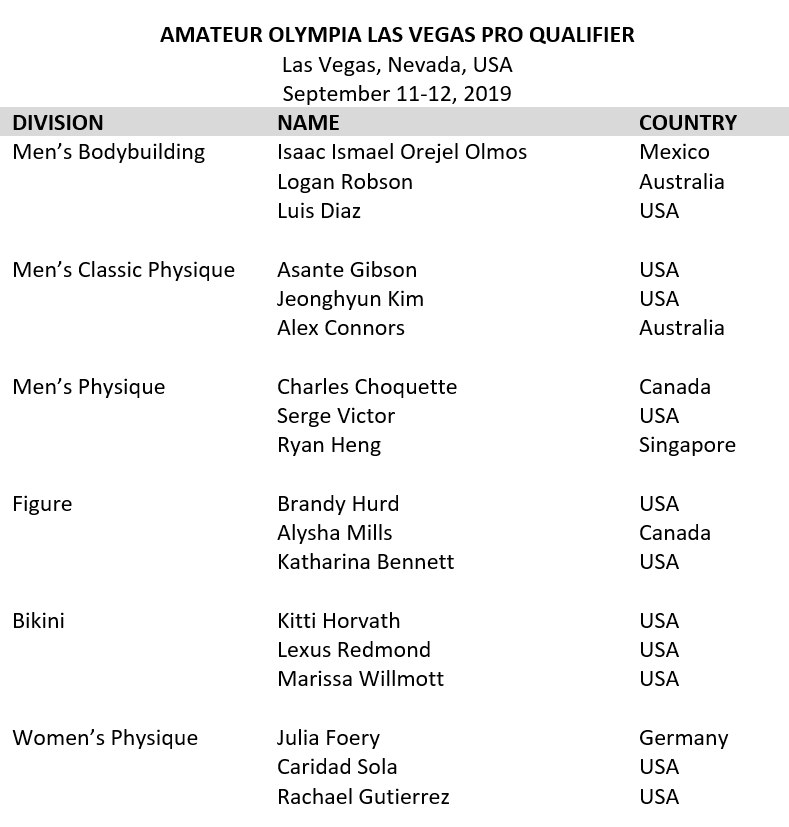 AMATEUR OLYMPIA LAS VEGAS PRO QUALIFIER
Las Vegas, Nevada, USA
September 11-12, 2019
DIVISION NAME COUNTRY
Men’s Bodybuilding Isaac Ismael Orejel Olmos Mexico
Logan Robson Australia
Luis Diaz USA
Men’s Classic Physique Asante Gibson USA
Jeonghyun Kim USA
Alex Connors Australia
Men’s Physique Charles Choquette Canada
Serge Victor USA
Ryan Heng Singapore
Figure Brandy Hurd USA
Alysha Mills Canada
Katharina Bennett USA
Bikini Kitti Horvath USA
Lexus Redmond USA
Marissa Willmott USA
Women’s Physique Julia Foery Germany
Caridad Sola USA
Rachael Gutierrez USA